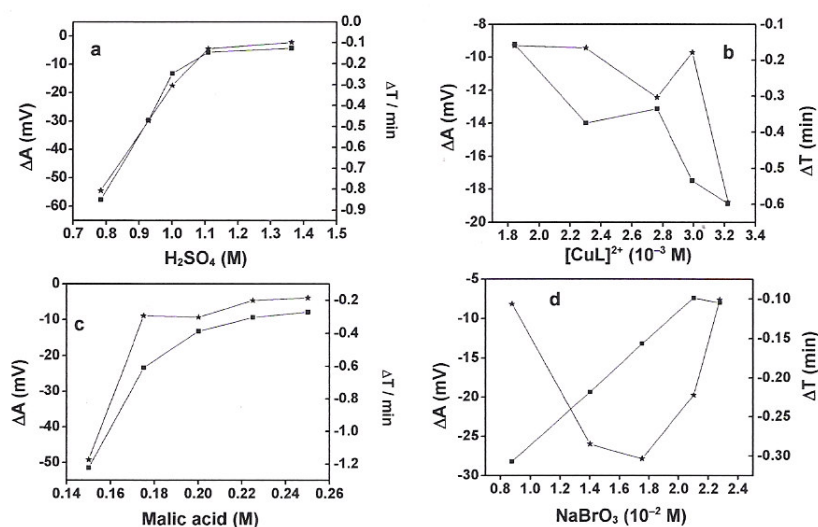 a
ΔA (mV)
0
-10
-20
-30
-40
-50
-60
0.7 0.8 0.9 1.0 1.1 1.2 1.3 1.4 1.5
H₂SO₄ (M)
0.0
-0.1
-0.2
-0.3
-0.4
-0.5
-0.6
-0.7
-0.8
-0.9
ΔT / min
b
ΔA (mV)
-8
-10
-12
-14
-16
-18
-20
1.8 2.0 2.2 2.4 2.6 2.8 3.0 3.2 3.4
[CuL]²⁺ (10⁻³ M)
-0.1
-0.2
-0.3
-0.4
-0.5
-0.6
ΔT (min)
c
ΔA (mV)
0
-10
-20
-30
-40
-50
0.14 0.16 0.18 0.20 0.22 0.24 0.26
Malic acid (M)
-0.2
-0.4
-0.6
-0.8
-1.0
-1.2
ΔT / min
d
ΔA (mV)
-5
-10
-15
-20
-25
-30
0.8 1.0 1.2 1.4 1.6 1.8 2.0 2.2 2.4
NaBrO₃ (10⁻² M)
-0.10
-0.15
-0.20
-0.25
-0.30
ΔT (min)